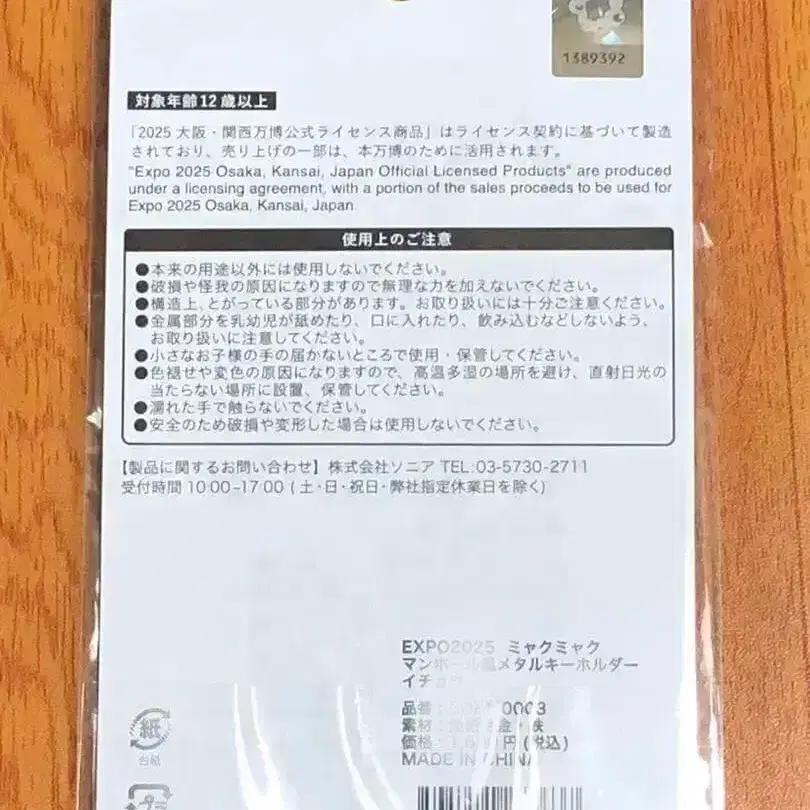 1389392
対象年齢12歳以上
「2025 大阪・関西万博公式ライセンス商品」はライセンス契約に基づいて製造
されており、売り上げの一部は、本万博のために活用されます。
"Expo 2025 Osaka, Kansai, Japan Official Licensed Products" are produced
under a licensing agreement, with a portion of the sales proceeds to be used for
Expo 2025 Osaka, Kansai, Japan.
使用上のご注意
●本来の用途以外には使用しないでください。
●破損や怪我の原因になりますので無理な力を加えないでください。
●構造上、とがっている部分があります。お取り扱いには十分ご注意ください。
●金属部分を乳幼児が舐めたり、口に入れたり、飲み込むなどしないよう、
お取り扱いに注意してください。
●小さなお子様の手の届かないところで使用・保管してください。
●色褪せや変色の原因になりますので、高温多湿の場所を避け、直射日光の
当たらない場所に設置、保管してください。
●濡れた手で触らないでください。
●安全のため破損や変形した場合は使用しないでください。
【製品に関するお問い合わせ】株式会社ソニア TEL:03-5730-2711
受付時間 10:00-17:00 (土・日・祝日・弊社指定休業日を除く)
EXPO2025 ミャクミャク
マンホール風メタルキーホルダー
品番:
素材:
価格: 円(税込)
MADE IN CHINA
紙
台紙
プラ